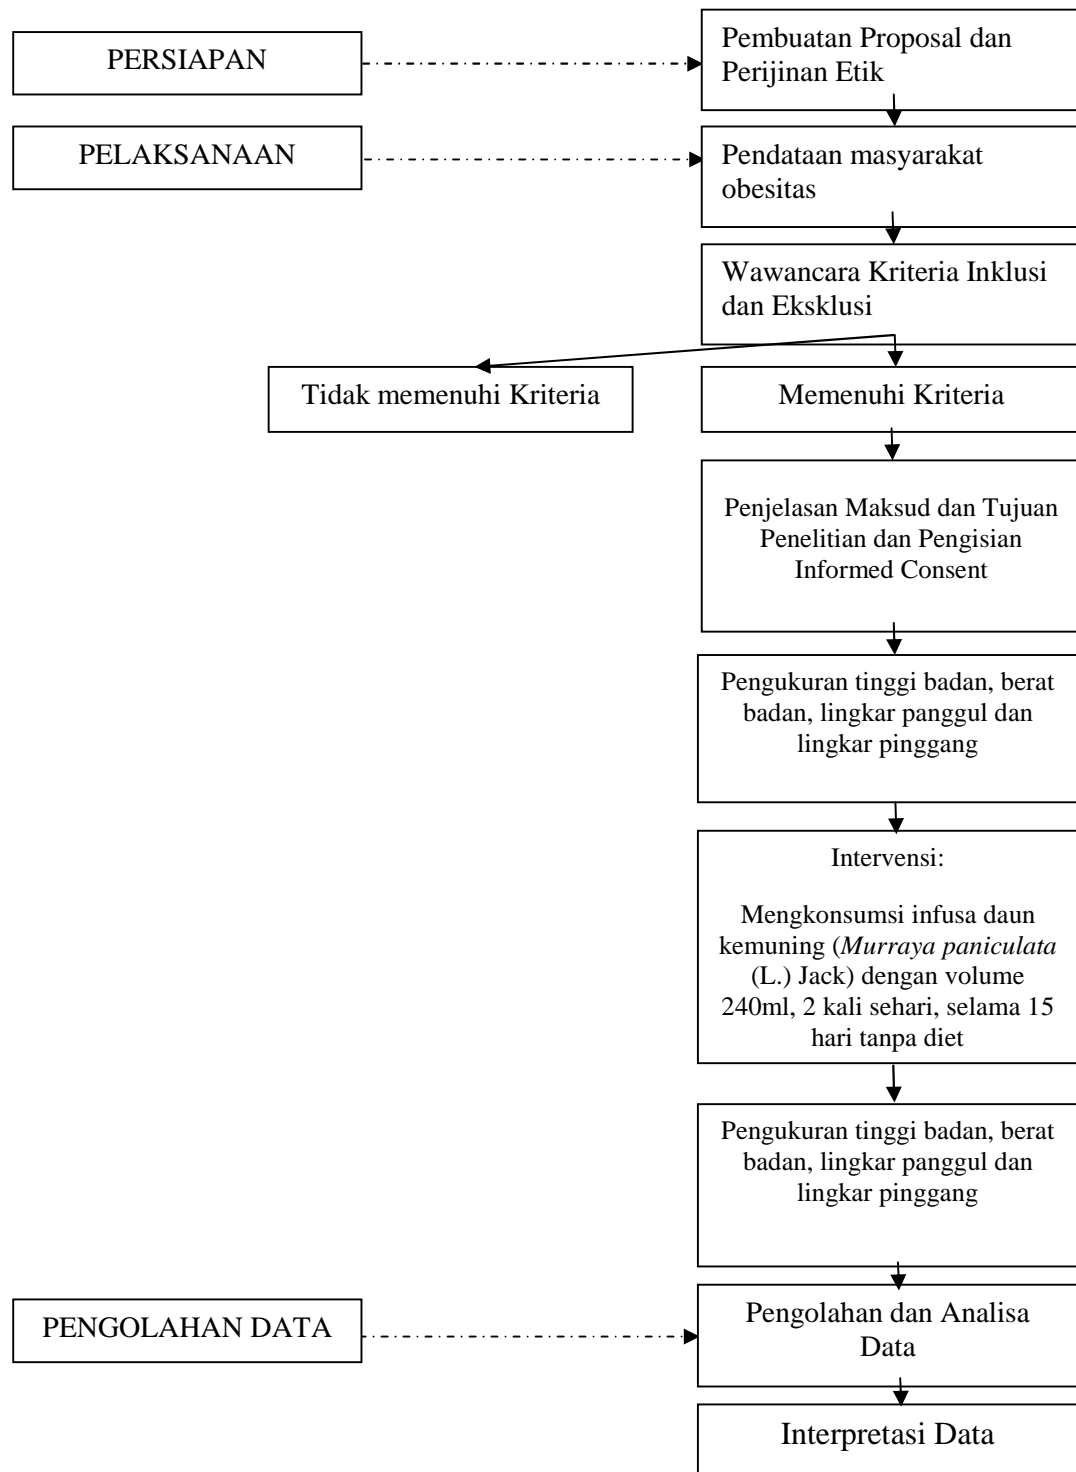 PERSIAPAN
Pembuatan Proposal dan
Perijinan Etik
PELAKSANAAN
Pendataan masyarakat
obesitas
Wawancara Kriteria Inklusi
dan Eksklusi
Tidak memenuhi Kriteria
Memenuhi Kriteria
Penjelasan Maksud dan Tujuan
Penelitian dan Pengisian
Informed Consent
Pengukuran tinggi badan, berat
badan, lingkar panggul dan
lingkar pinggang
Intervensi:
Mengkonsumsi infusa daun
kemuning (Murraya paniculata
(L.) Jack) dengan volume
240ml, 2 kali sehari, selama 15
hari tanpa diet
Pengukuran tinggi badan, berat
badan, lingkar panggul dan
lingkar pinggang
PENGOLAHAN DATA
Pengolahan dan Analisa
Data
Interpretasi Data